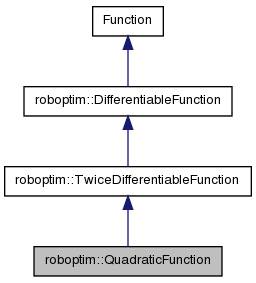 Function
roboptim::DifferentiableFunction
roboptim::TwiceDifferentiableFunction
roboptim::QuadraticFunction